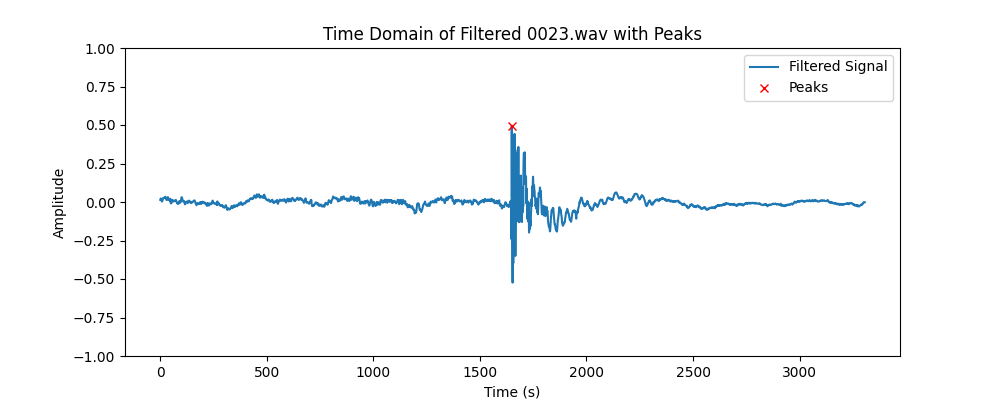 Time Domain of Filtered 0023.wav with Peaks
Filtered Signal
Peaks
Amplitude
1.00
0.75
0.50
0.25
0.00
−0.25
−0.50
−0.75
−1.00
0 500 1000 1500 2000 2500 3000
Time (s)